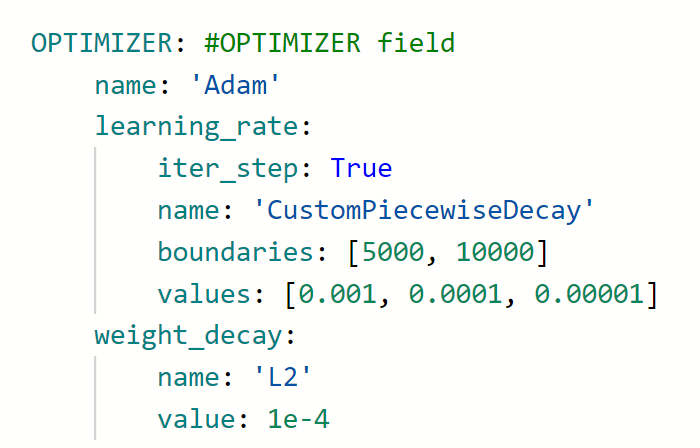 OPTIMIZER: #OPTIMIZER field
    name: 'Adam'
    learning_rate:
        iter_step: True
        name: 'CustomPiecewiseDecay'
        boundaries: [5000, 10000]
        values: [0.001, 0.0001, 0.00001]
    weight_decay:
        name: 'L2'
        value: 1e-4